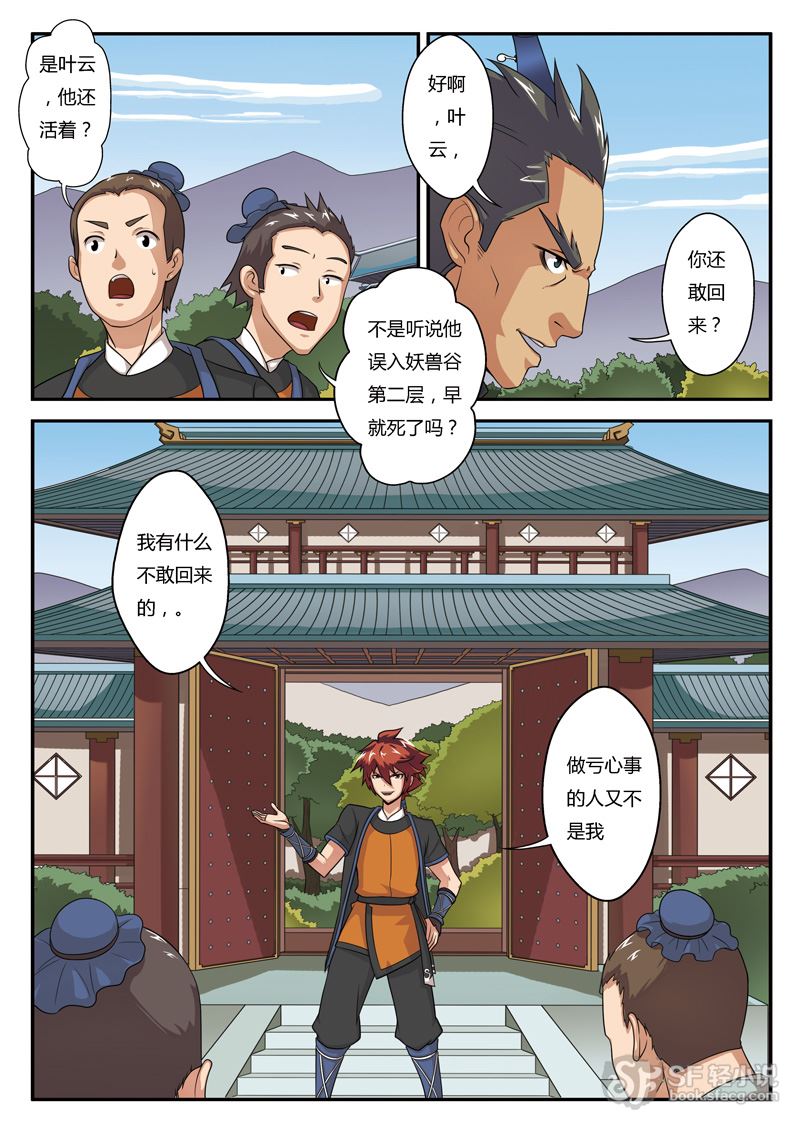 是叶云
，他还
活着？
不是听说他
误入妖兽谷
第二层，早
就死了吗？
好啊
，叶
云，
你还
敢回
来？
我有什么
不敢回来
的，。
做亏心事
的人又不
是我
SF 轻小说
book.sfacg.com